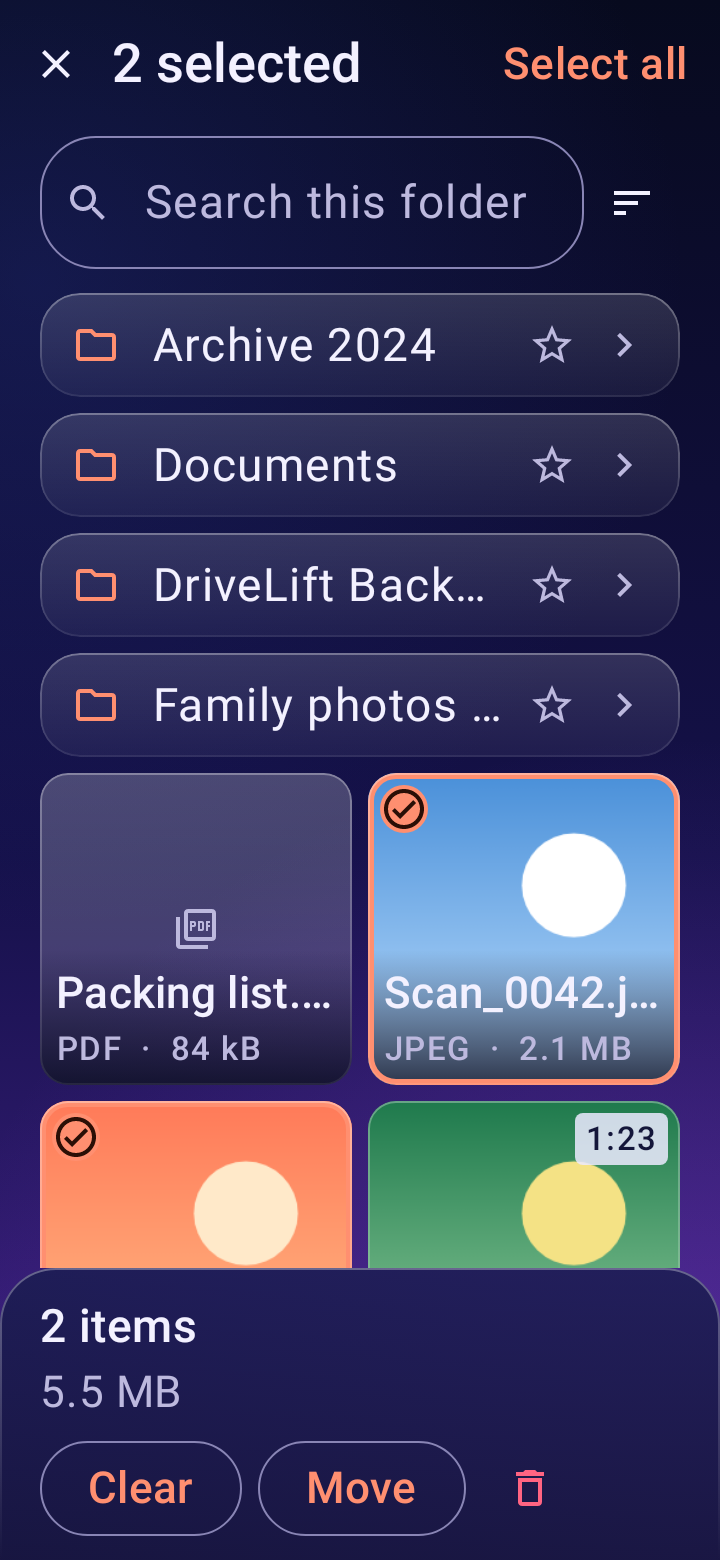 2 selected
Select all
Search this folder
Archive 2024
Documents
DriveLift Back…
Family photos …
PDF
Packing list.…
PDF · 84 kB
Scan_0042.j…
JPEG · 2.1 MB
1:23
2 items
5.5 MB
Clear
Move